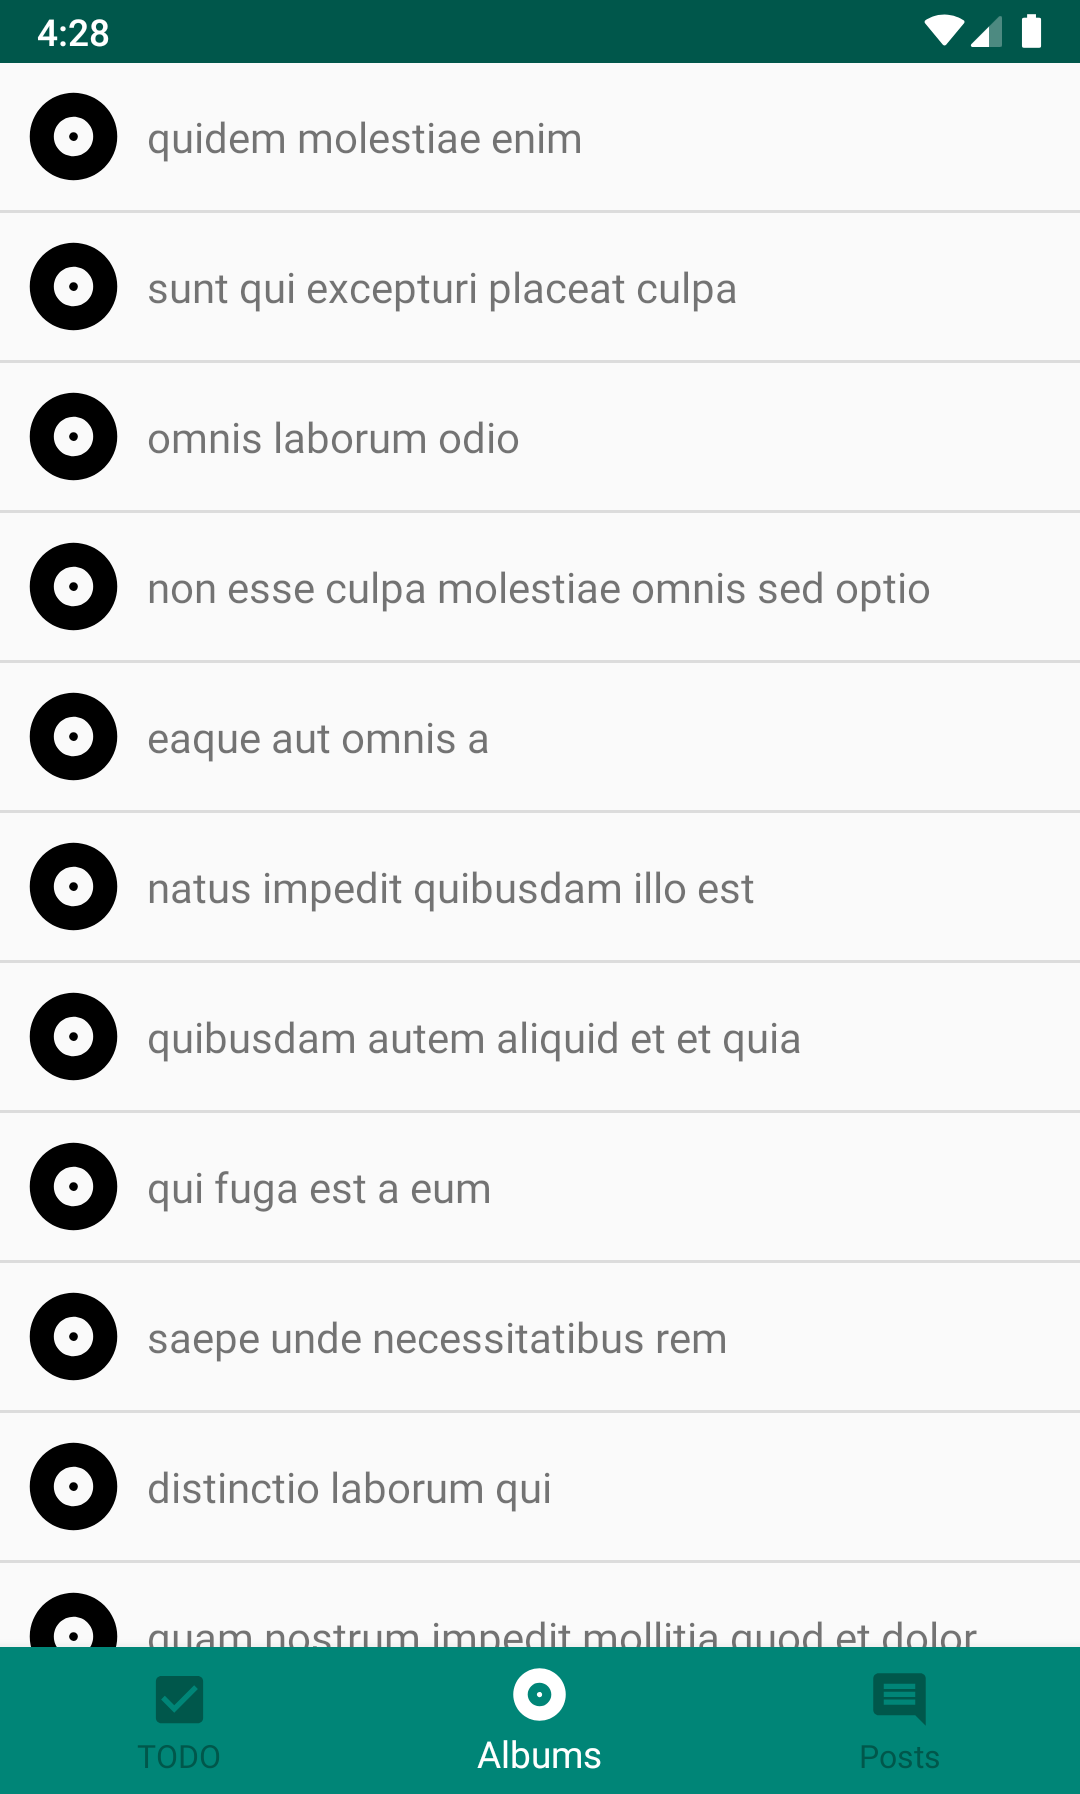 4:28
quidem molestiae enim
sunt qui excepturi placeat culpa
omnis laborum odio
non esse culpa molestiae omnis sed optio
eaque aut omnis a
natus impedit quibusdam illo est
quibusdam autem aliquid et et quia
qui fuga est a eum
saepe unde necessitatibus rem
distinctio laborum qui
quam nostrum impedit mollitia quod et dolor
TODO
Albums
Posts